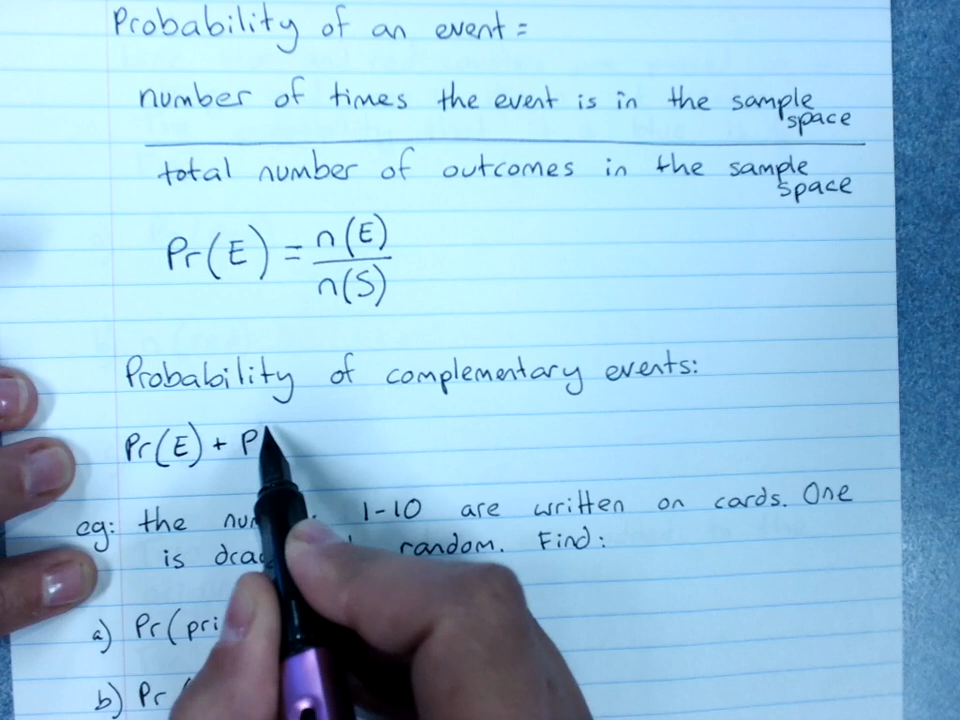 Probability of an event =
number of times the event is in the sample space
total number of outcomes in the sample space
Pr(E) = n(E)
n(S)
Probability of complementary events:
Pr(E) + P
eg: the 1-10 are written on cards. One
is random. Find:
a) Pr(
b) Pr